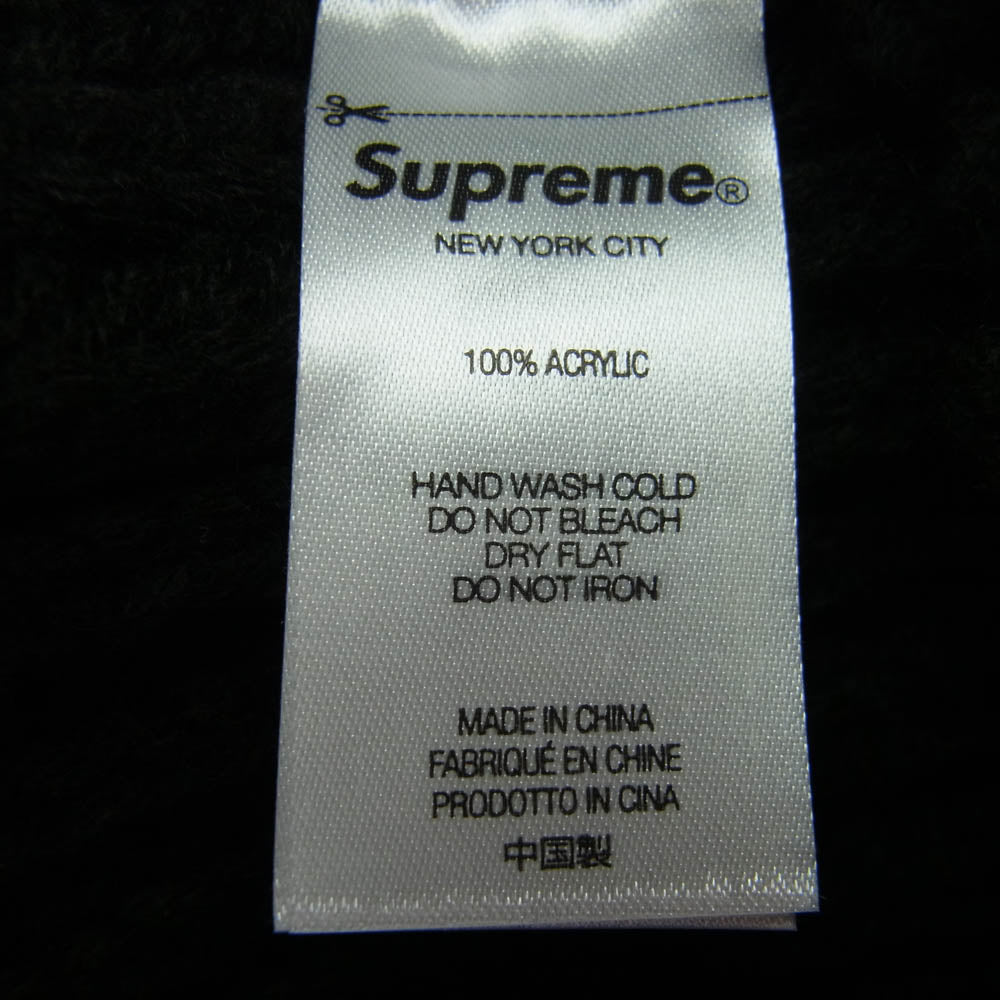 Supreme®
NEW YORK CITY
100% ACRYLIC
HAND WASH COLD
DO NOT BLEACH
DRY FLAT
DO NOT IRON
MADE IN CHINA
FABRIQUÉ EN CHINE
PRODOTTO IN CINA
中国製